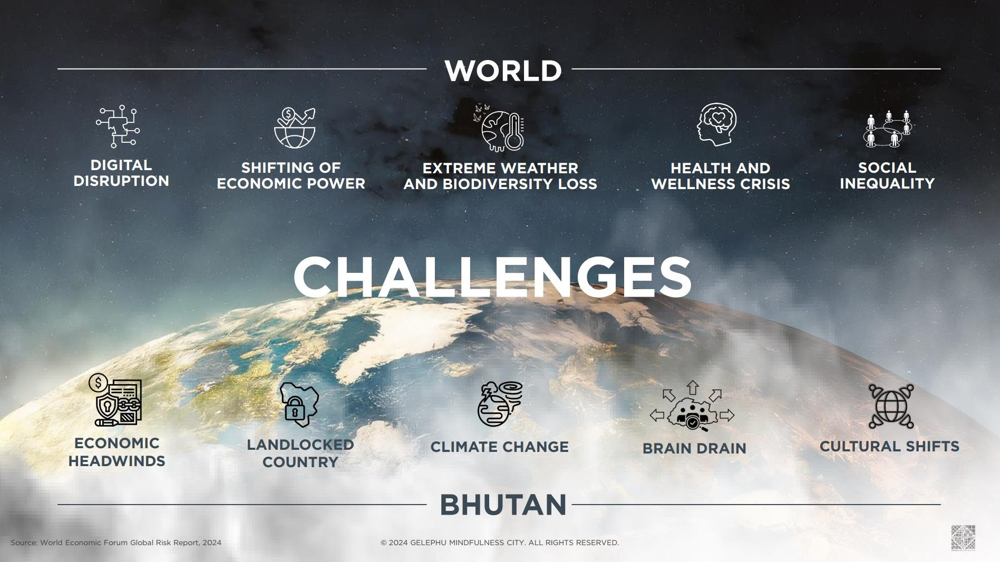 WORLD
DIGITAL
DISRUPTION
SHIFTING OF
ECONOMIC POWER
EXTREME WEATHER
AND BIODIVERSITY LOSS
HEALTH AND
WELLNESS CRISIS
SOCIAL
INEQUALITY
CHALLENGES
ECONOMIC
HEADWINDS
LANDLOCKED
COUNTRY
CLIMATE CHANGE
BRAIN DRAIN
CULTURAL SHIFTS
BHUTAN
Source: World Economic Forum Global Risk Report, 2024
© 2024 GELEPHU MINDFULNESS CITY. ALL RIGHTS RESERVED.